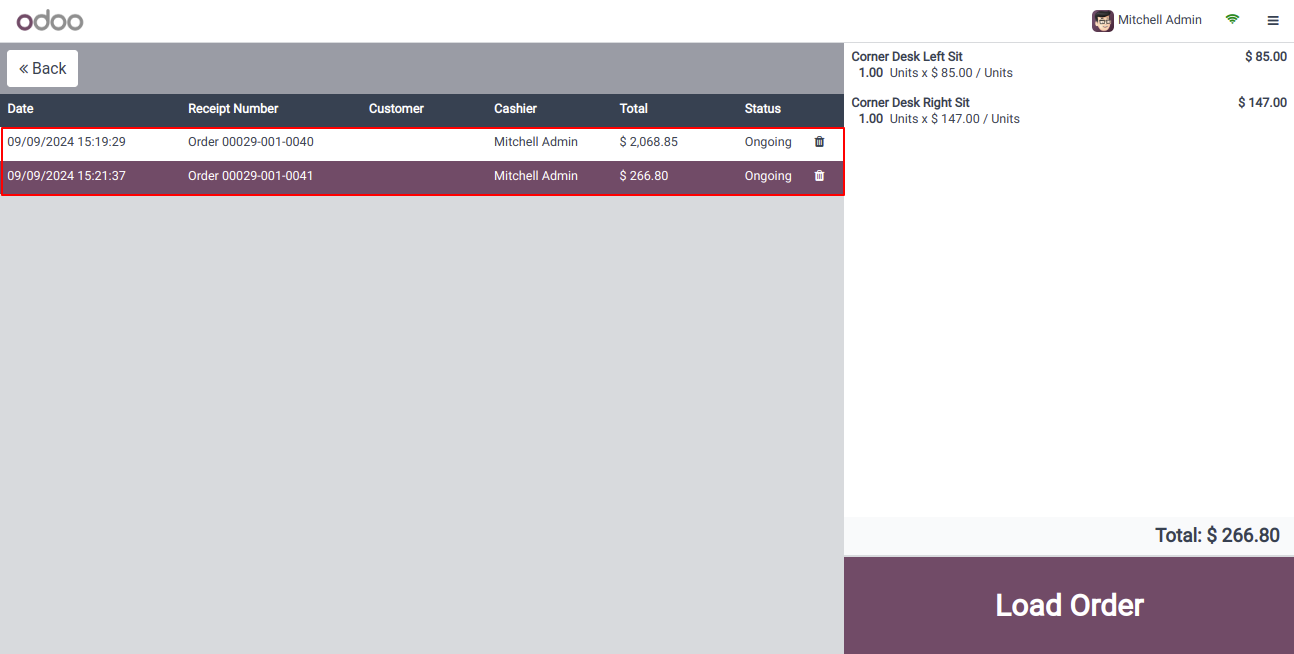 odoo
Mitchell Admin
« Back
Date Receipt Number Customer Cashier Total Status
09/09/2024 15:19:29 Order 00029-001-0040 Mitchell Admin $ 2,068.85 Ongoing
09/09/2024 15:21:37 Order 00029-001-0041 Mitchell Admin $ 266.80 Ongoing
Corner Desk Left Sit $ 85.00
1.00 Units x $ 85.00 / Units
Corner Desk Right Sit $ 147.00
1.00 Units x $ 147.00 / Units
Total: $ 266.80
Load Order